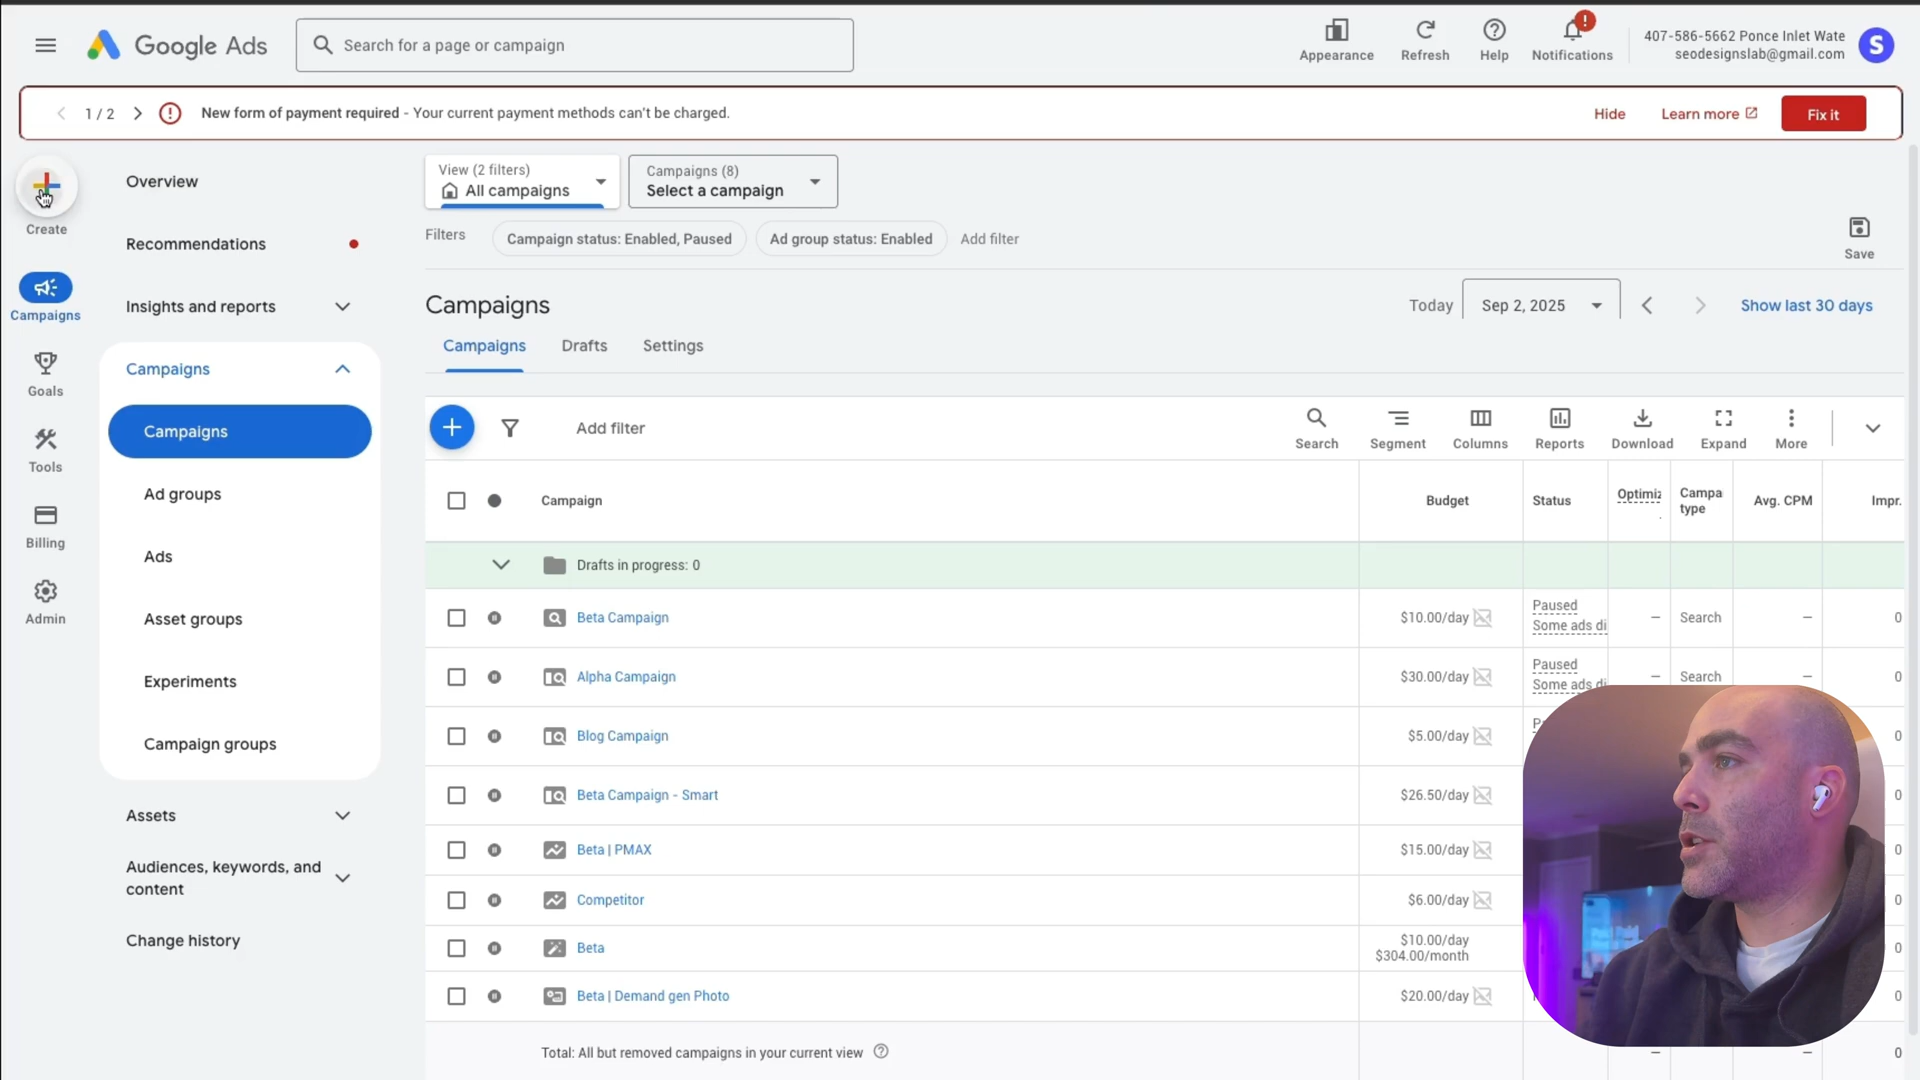 Google Ads
Search for a page or campaign
Appearance
Refresh
Help
Notifications
407-586-5662 Ponce Inlet Wate
seodesignslab@gmail.com
S
1 / 2
New form of payment required - Your current payment methods can't be charged.
Hide
Learn more
Fix it
Create
Campaigns
Goals
Tools
Billing
Admin
Overview
Recommendations
Insights and reports
Campaigns
Campaigns
Ad groups
Ads
Asset groups
Experiments
Campaign groups
Assets
Audiences, keywords, and
content
Change history
View (2 filters)
All campaigns
Campaigns (8)
Select a campaign
Filters
Campaign status: Enabled, Paused
Ad group status: Enabled
Add filter
Save
Campaigns
Today
Sep 2, 2025
Show last 30 days
Campaigns
Drafts
Settings
Add filter
Search
Segment
Columns
Reports
Download
Expand
More
Campaign
Budget
Status
Optimiz
Campa
type
Avg. CPM
Impr.
Drafts in progress: 0
Beta Campaign
$10.00/day
Paused
Some ads di
—
Search
—
0
Alpha Campaign
$30.00/day
Paused
Some ads di
—
Search
—
0
Blog Campaign
$5.00/day
0
Beta Campaign - Smart
$26.50/day
0
Beta | PMAX
$15.00/day
0
Competitor
$6.00/day
0
Beta
$10.00/day
$304.00/month
0
Beta | Demand gen Photo
$20.00/day
0
Total: All but removed campaigns in your current view
—
—
0